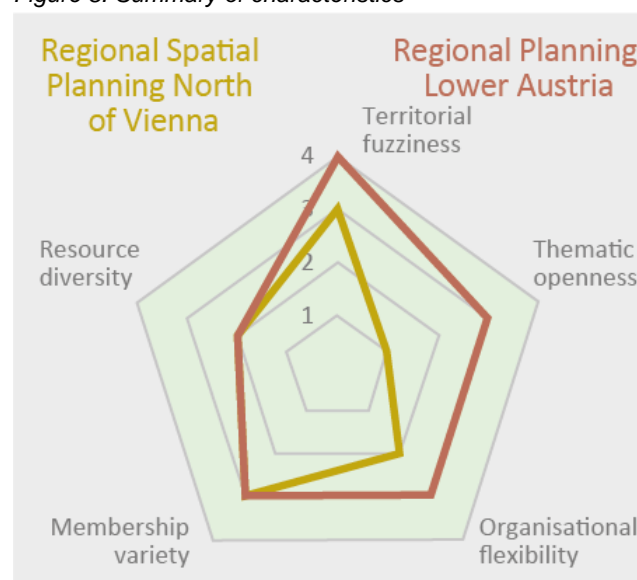 Figure 8: Summary of characteristics
Regional Spatial
Planning North
of Vienna
Regional Planning
Lower Austria
Territorial
fuzziness
4
3
2
1
Resource
diversity
Thematic
openness
Membership
variety
Organisational
flexibility